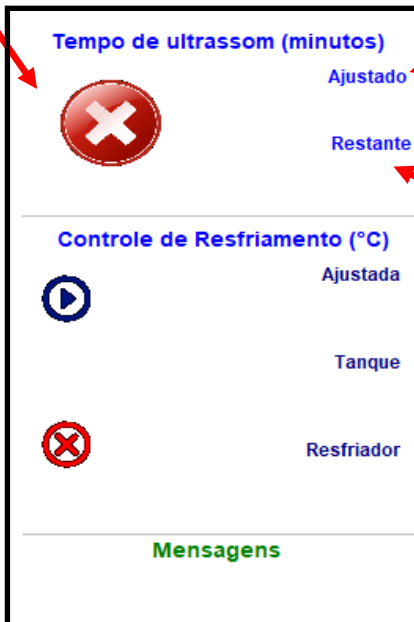 Tempo de ultrassom (minutos)
Ajustado
Restante
Controle de Resfriamento (°C)
Ajustada
Tanque
Resfriador
Mensagens